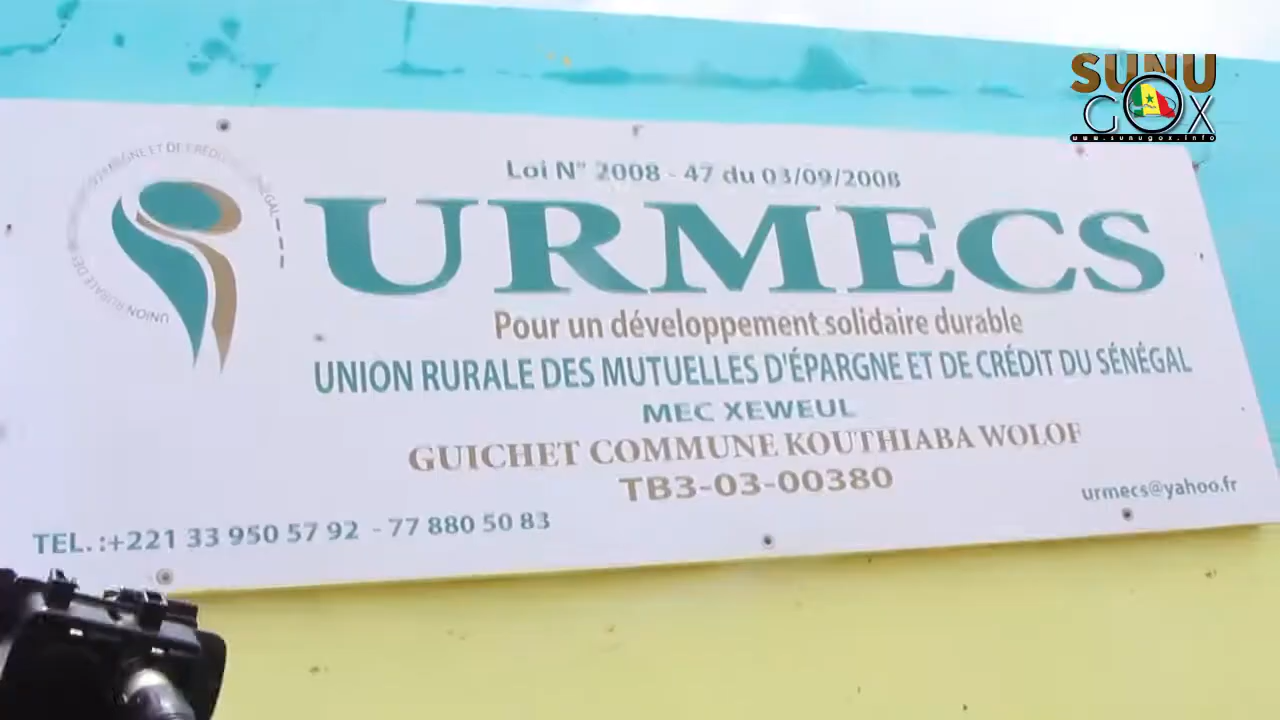 SUNU
GOX
www.sunugox.info
Loi N° 2008 - 47 du 03/09/2008
URMECS
Pour un développement solidaire durable
UNION RURALE DES MUTUELLES D'ÉPARGNE ET DE CRÉDIT DU SÉNÉGAL
MEC XEWEUL
GUICHET COMMUNE KOUTHIABA WOLOF
TB3-03-00380
urmecs@yahoo.fr
TEL. :+221 33 950 57 92 - 77 880 50 83